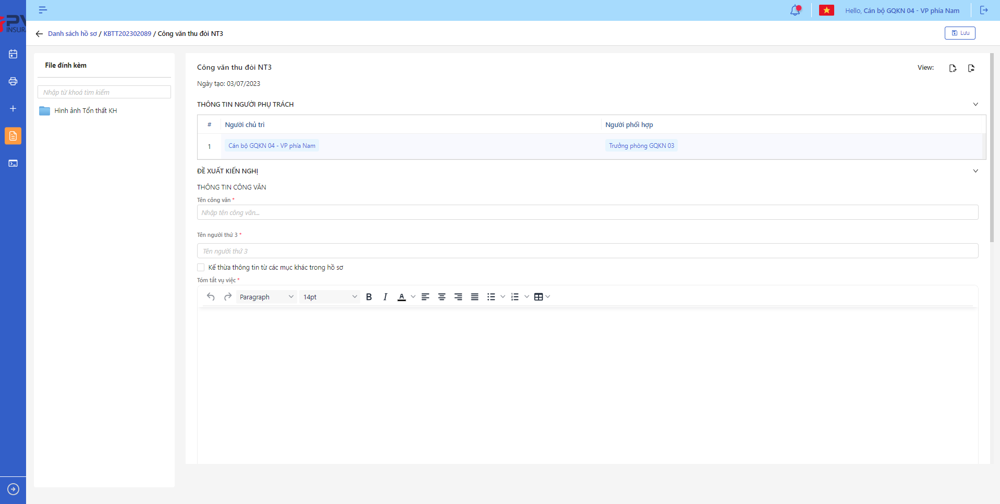 Hello, Cán bộ GQKN 04 - VP phía Nam
INSUR
Danh sách hồ sơ / KBTT202302089 / Công văn thu đòi NT3
Lưu
File đính kèm
Nhập từ khoá tìm kiếm
Hình ảnh Tổn thất KH
Công văn thu đòi NT3
View:
Ngày tạo: 03/07/2023
THÔNG TIN NGƯỜI PHỤ TRÁCH
# Người chủ trì Người phối hợp
1 Cán bộ GQKN 04 - VP phía Nam Trưởng phòng GQKN 03
ĐỀ XUẤT KIẾN NGHỊ
THÔNG TIN CÔNG VĂN
Tên công văn *
Nhập tên công văn...
Tên người thứ 3 *
Tên người thứ 3
Kế thừa thông tin từ các mục khác trong hồ sơ
Tóm tắt vụ việc *
Paragraph 14pt